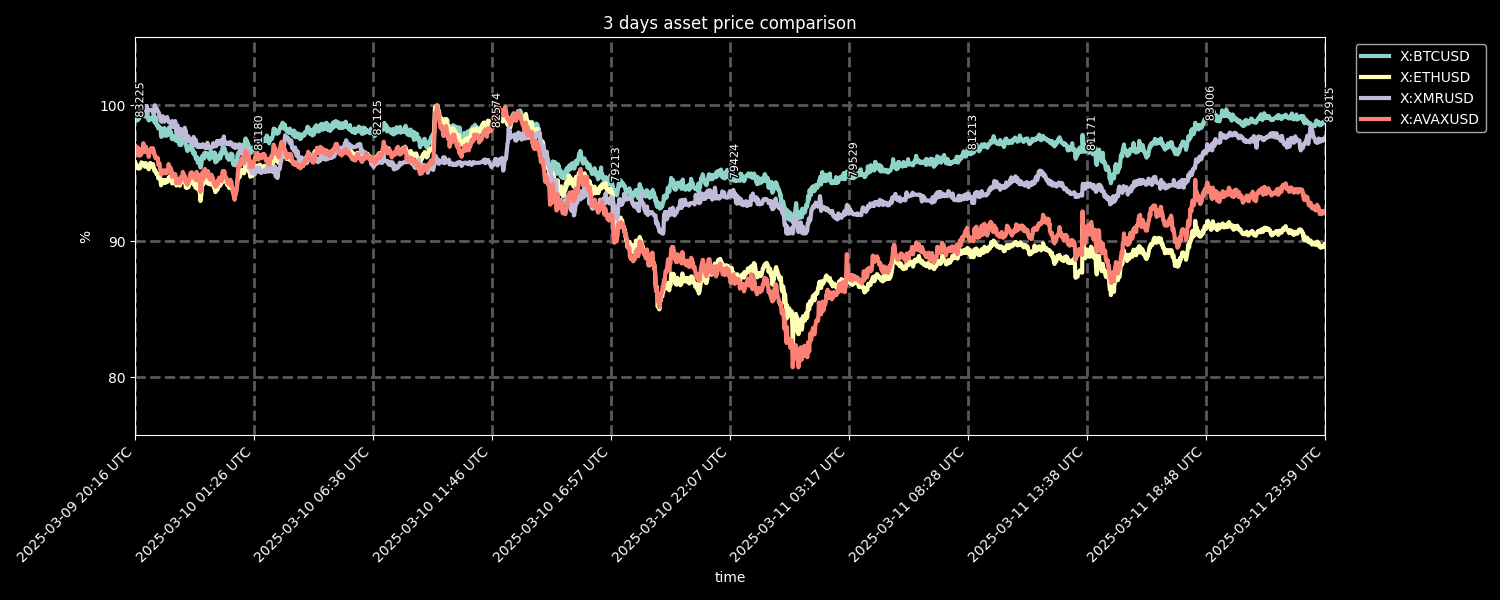 3 days asset price comparison
X:BTCUSD
X:ETHUSD
X:XMRUSD
X:AVAXUSD
%
100
90
80
83225
81180
82125
82574
79213
79424
79529
81213
81171
83006
82915
2025-03-09 20:16 UTC
2025-03-10 01:26 UTC
2025-03-10 06:36 UTC
2025-03-10 11:46 UTC
2025-03-10 16:57 UTC
2025-03-10 22:07 UTC
2025-03-11 03:17 UTC
2025-03-11 08:28 UTC
2025-03-11 13:38 UTC
2025-03-11 18:48 UTC
2025-03-11 23:59 UTC
time